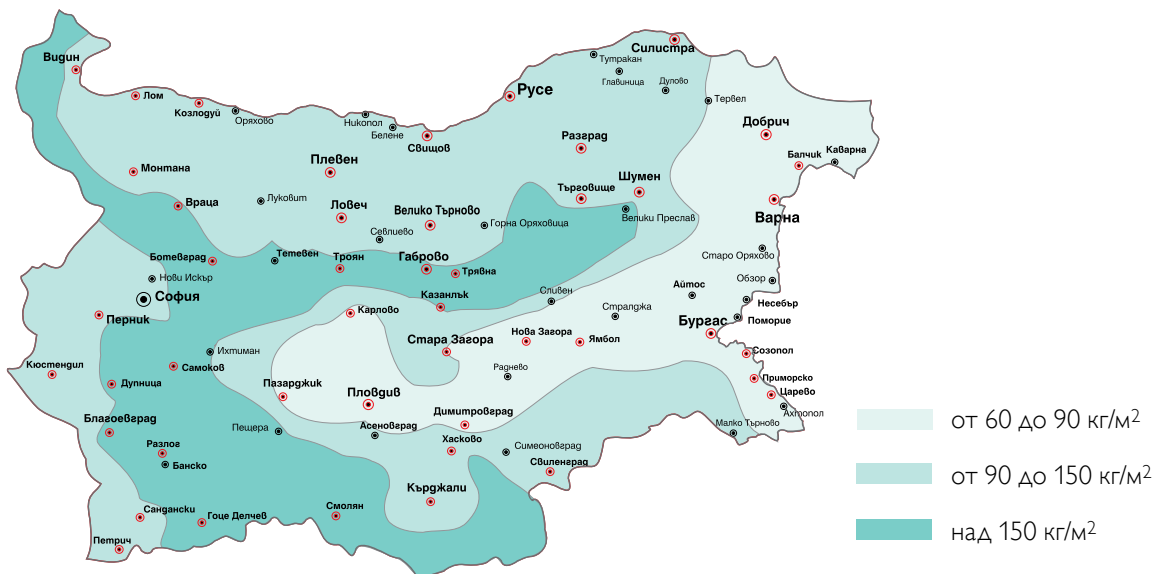 Силистра
Тутракан
Видин
Главиница
Дулово
Русе
Лом
Тервел
Козлодуй
Оряхово
Никопол
Белене
Добрич
Свищов
Разград
Каварна
Плевен
Балчик
Монтана
Шумен
Търговище
Луковит
Враца
Ловеч
Велико Търново
Варна
Велики Преслав
Севлиево
Горна Оряховица
Старо Оряхово
Ботевград
Тетевен
Троян
Габрово
Трявна
Нови Искър
Обзор
Айтос
София
Казанлък
Сливен
Несебър
Карлово
Стралджа
Перник
Бургас
Поморие
Стара Загора
Нова Загора
Ямбол
Ихтиман
Созопол
Кюстендил
Самоков
Раднево
Дупница
Пазарджик
Приморско
Пловдив
Царево
Димитровград
Ахтопол
Благоевград
Асеновград
Малко Търново
Пещера
Разлог
Хасково
Симеоновград
Банско
Свиленград
Кърджали
Сандански
Гоце Делчев
Смолян
Петрич
от 60 до 90 кг/м²
от 90 до 150 кг/м²
над 150 кг/м²